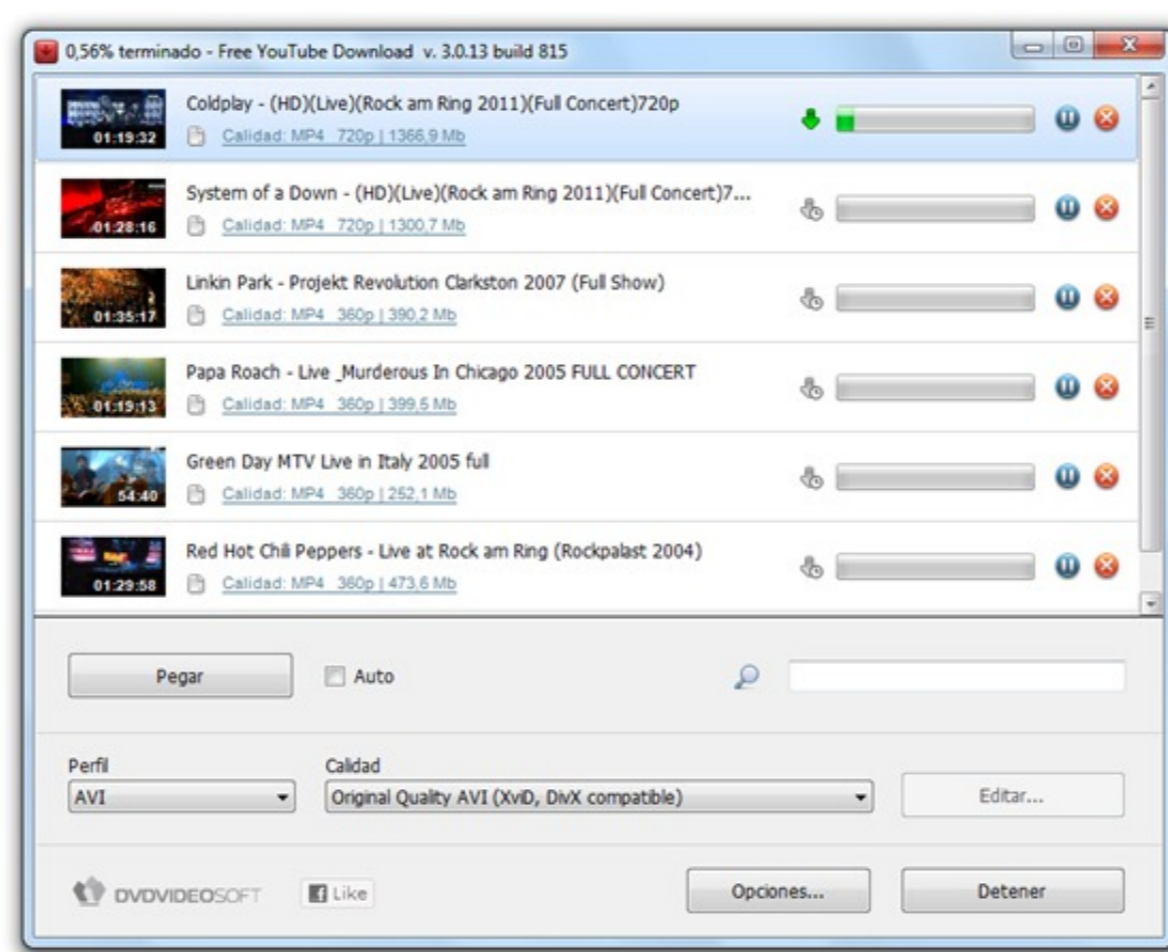 0,56% terminado - Free YouTube Download v. 3.0.13 build 815
Coldplay - (HD)(Live)(Rock am Ring 2011)(Full Concert)720p
01:19:32
Calidad: MP4 720p | 1366,9 Mb
System of a Down - (HD)(Live)(Rock am Ring 2011)(Full Concert)7...
01:28:16
Calidad: MP4 720p | 1300,7 Mb
Linkin Park - Projekt Revolution Clarkston 2007 (Full Show)
01:35:17
Calidad: MP4 360p | 390,2 Mb
Papa Roach - Live _Murderous In Chicago 2005 FULL CONCERT
01:19:13
Calidad: MP4 360p | 399,5 Mb
Green Day MTV Live in Italy 2005 full
54:40
Calidad: MP4 360p | 252,1 Mb
Red Hot Chili Peppers - Live at Rock am Ring (Rockpalast 2004)
01:29:58
Calidad: MP4 360p | 473,6 Mb
Pegar
Auto
Perfil
Calidad
AVI
Original Quality AVI (XviD, DivX compatible)
Editar...
DVDVIDEOSOFT
Like
Opciones...
Detener